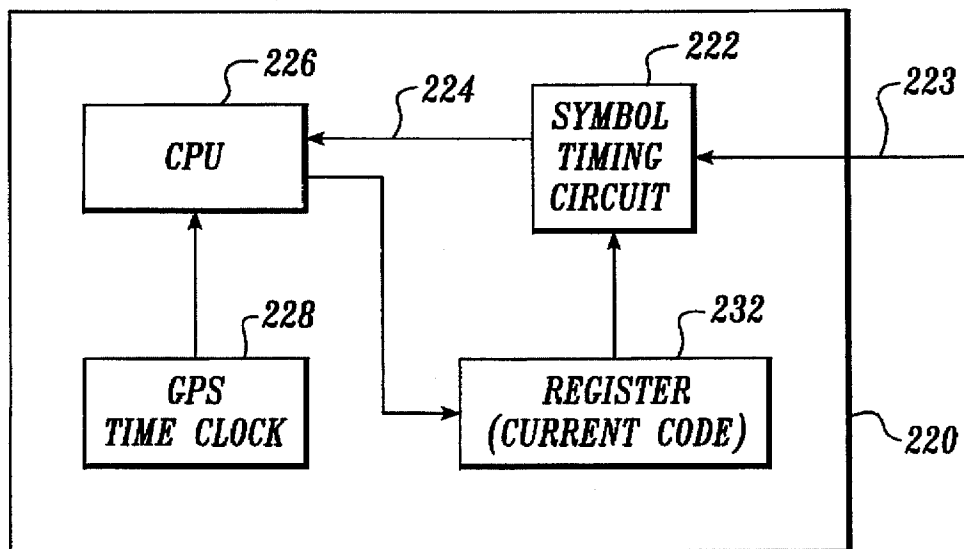 226
224
222
223
CPU
SYMBOL
TIMING
CIRCUIT
228
232
GPS
TIME CLOCK
REGISTER
(CURRENT CODE)
220